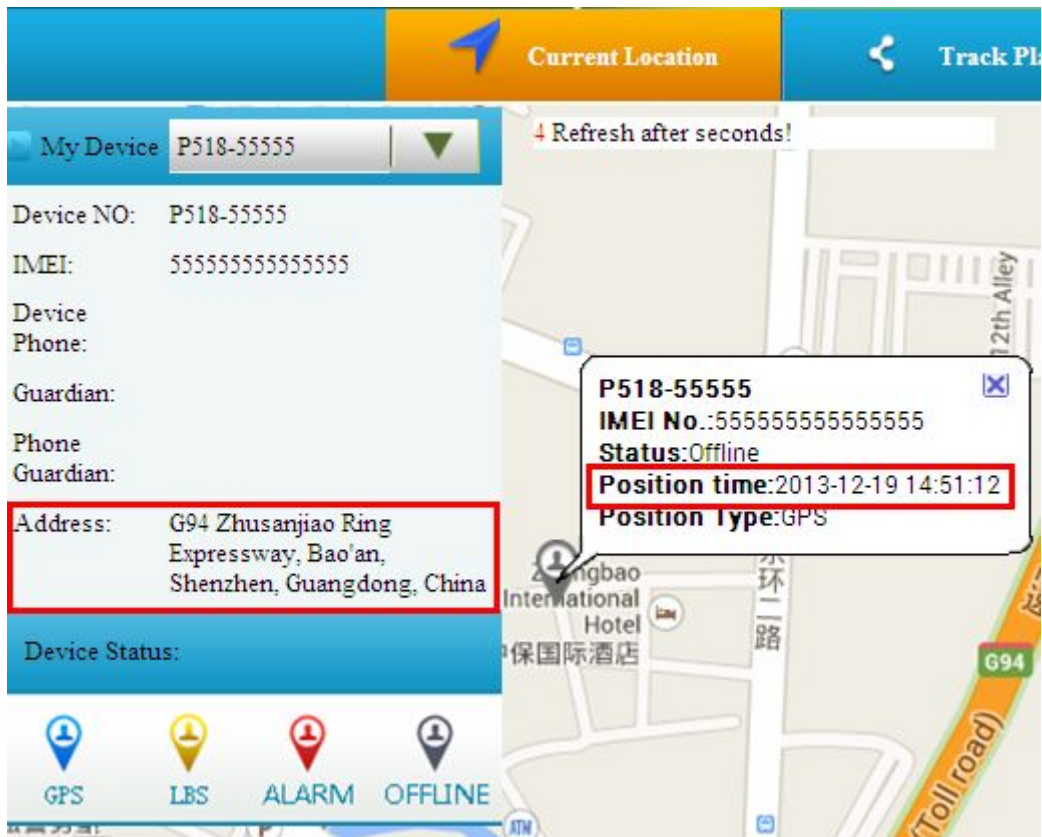 Current Location
Track Pla
My Device P518-55555
4 Refresh after seconds!
Device NO: P518-55555
IMEI: 555555555555555
Device
Phone:
Guardian:
Phone
Guardian:
Address: G94 Zhusanjiao Ring
Expressway, Bao'an,
Shenzhen, Guangdong, China
Device Status:
GPS
LBS
ALARM
OFFLINE
12th Alley
P518-55555
IMEI No.:555555555555555
Status:Offline
Position time:2013-12-19 14:51:12
Position Type:GPS
International
Hotel
保国际酒店
环二路
G94
(Toll road)
ATM
P